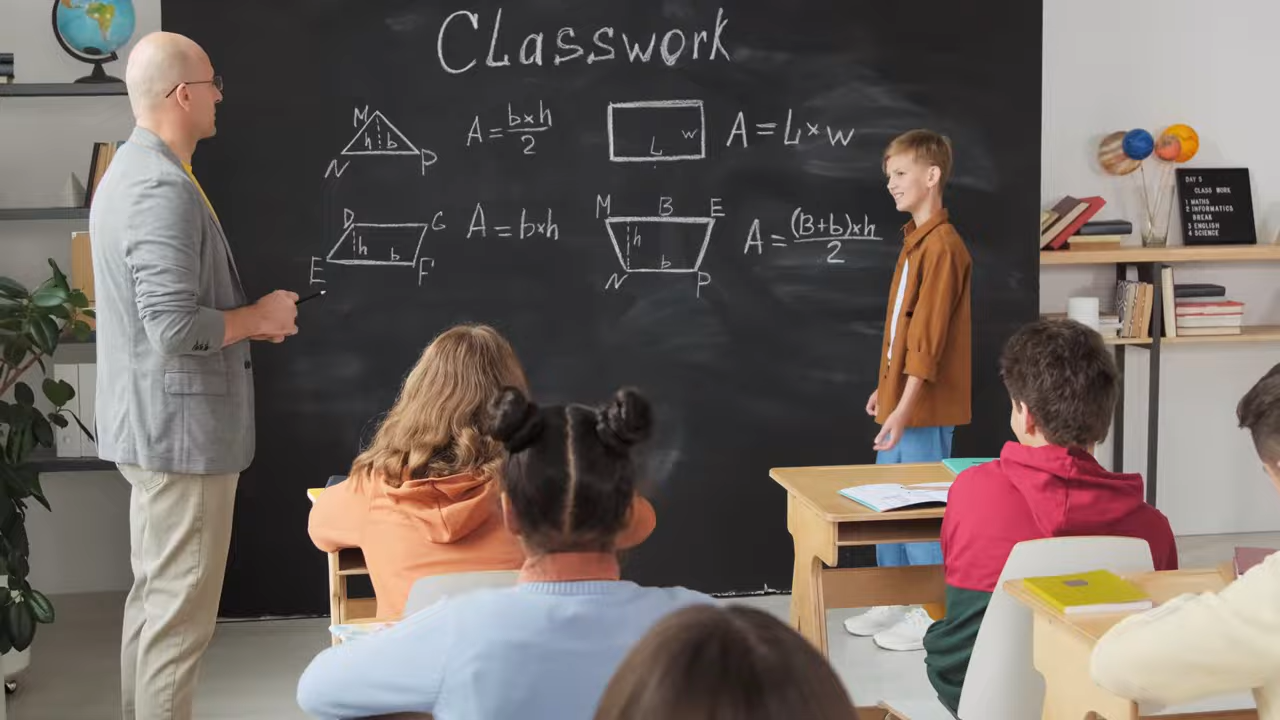 Classwork
M
h b
N P
A = b×h/2
L w
A = L×w
D G
h b
E F
A = b×h
M B E
h
b
N P
A = (B+b)×h/2
DAY 5
CLASS WORK
1 MATHS
2 INFORMATICS
BREAK
3 ENGLISH
4 SCIENCE